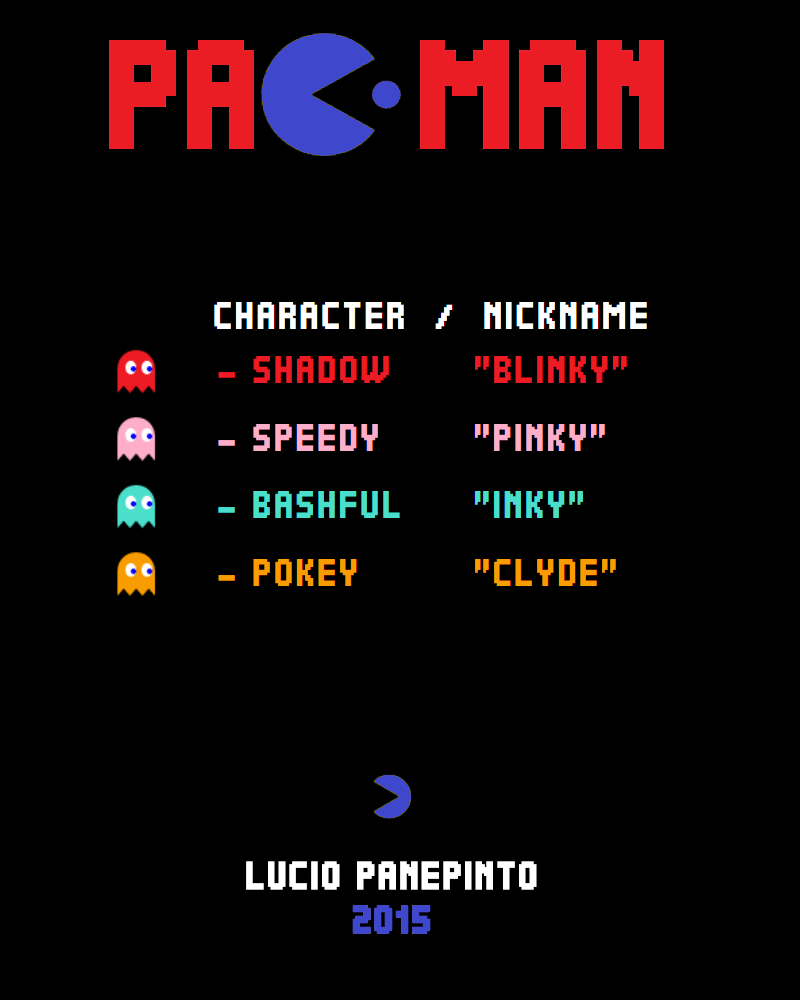 PAC-MAN
CHARACTER / NICKNAME
- SHADOW "BLINKY"
- SPEEDY "PINKY"
- BASHFUL "INKY"
- POKEY "CLYDE"
LUCIO PANEPINTO
2015